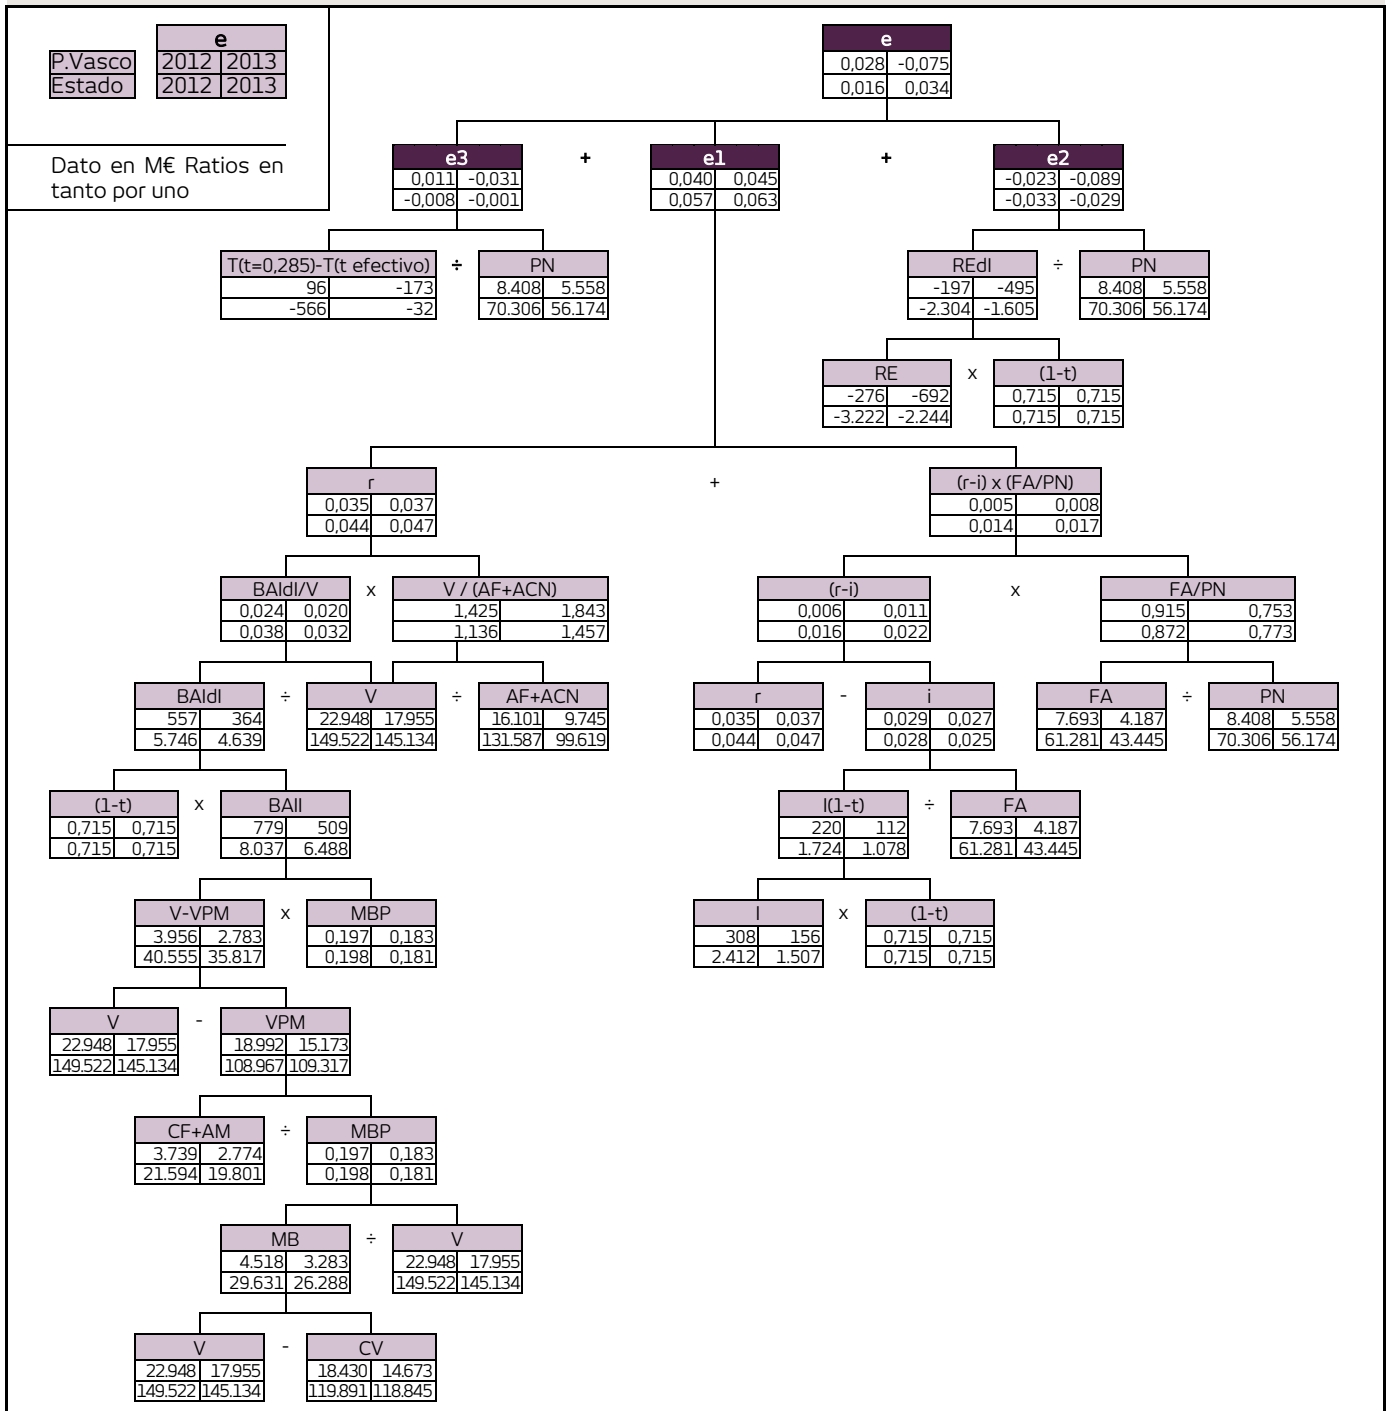 e
P.Vasco 2012 2013
Estado 2012 2013
Dato en M€ Ratios en
tanto por uno
e
0,028 -0,075
0,016 0,034
e3 + e1 + e2
0,011 -0,031 0,040 0,045 -0,023 -0,089
-0,008 -0,001 0,057 0,063 -0,033 -0,029
T(t=0,285)-T(t efectivo) ÷ PN REdI ÷ PN
96 -173 8.408 5.558 -197 -495 8.408 5.558
-566 -32 70.306 56.174 -2.304 -1.605 70.306 56.174
RE x (1-t)
-276 -692 0,715 0,715
-3.222 -2.244 0,715 0,715
r + (r-i) x (FA/PN)
0,035 0,037 0,005 0,008
0,044 0,047 0,014 0,017
BAIdI/V x V / (AF+ACN) (r-i) x FA/PN
0,024 0,020 1,425 1,843 0,006 0,011 0,915 0,753
0,038 0,032 1,136 1,457 0,016 0,022 0,872 0,773
BAIdI ÷ V ÷ AF+ACN r - i FA ÷ PN
557 364 22.948 17.955 16.101 9.745 0,035 0,037 0,029 0,027 7.693 4.187 8.408 5.558
5.746 4.639 149.522 145.134 131.587 99.619 0,044 0,047 0,028 0,025 61.281 43.445 70.306 56.174
(1-t) x BAII I(1-t) ÷ FA
0,715 0,715 779 509 220 112 7.693 4.187
0,715 0,715 8.037 6.488 1.724 1.078 61.281 43.445
V-VPM x MBP I x (1-t)
3.956 2.783 0,197 0,183 308 156 0,715 0,715
40.555 35.817 0,198 0,181 2.412 1.507 0,715 0,715
V - VPM
22.948 17.955 18.992 15.173
149.522 145.134 108.967 109.317
CF+AM ÷ MBP
3.739 2.774 0,197 0,183
21.594 19.801 0,198 0,181
MB ÷ V
4.518 3.283 22.948 17.955
29.631 26.288 149.522 145.134
V - CV
22.948 17.955 18.430 14.673
149.522 145.134 119.891 118.845